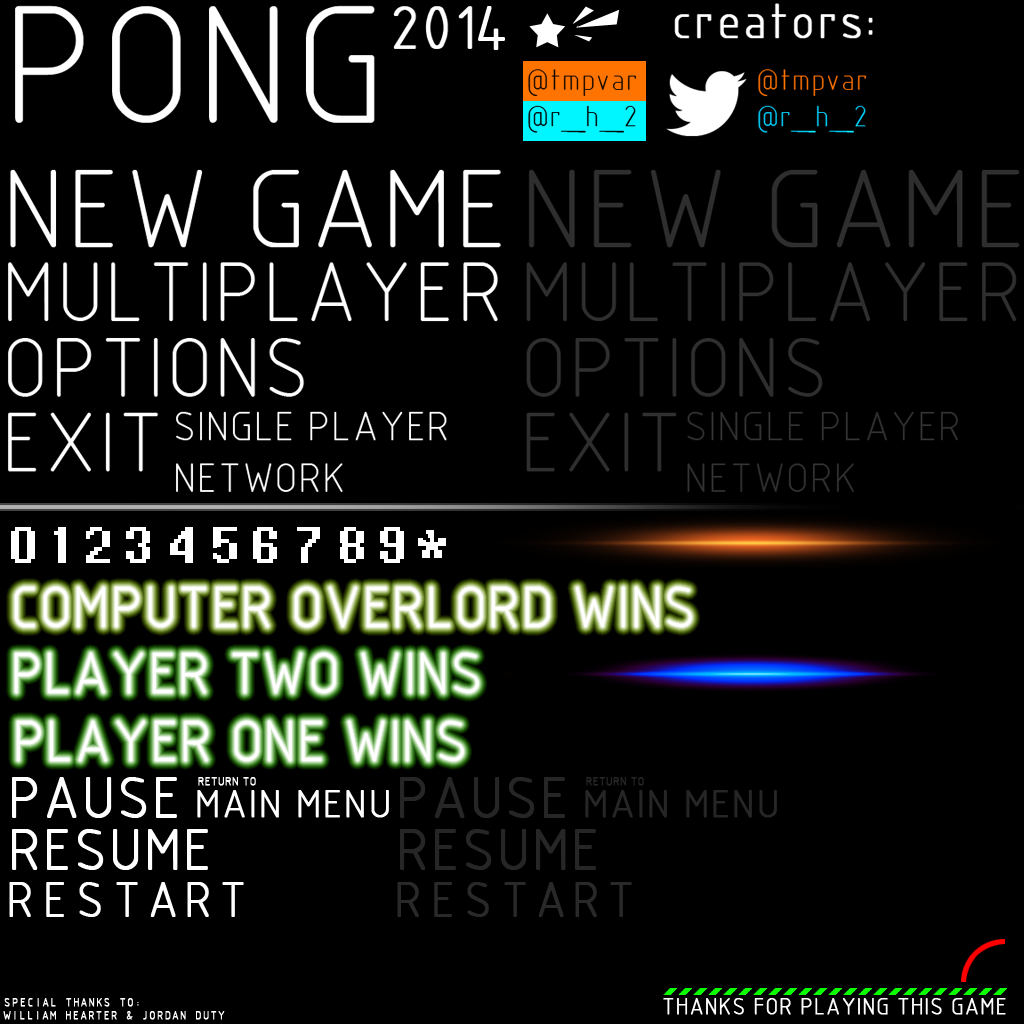 PONG 2014
creators:
@tmpvar
@r_h_2
@tmpvar
@r_h_2
NEW GAME
MULTIPLAYER
OPTIONS
EXIT
SINGLE PLAYER
NETWORK
NEW GAME
MULTIPLAYER
OPTIONS
EXIT
SINGLE PLAYER
NETWORK
0123456789*
COMPUTER OVERLORD WINS
PLAYER TWO WINS
PLAYER ONE WINS
PAUSE
RETURN TO
MAIN MENU
RESUME
RESTART
PAUSE
RETURN TO
MAIN MENU
RESUME
RESTART
SPECIAL THANKS TO:
WILLIAM HEARTER & JORDAN DUTY
THANKS FOR PLAYING THIS GAME